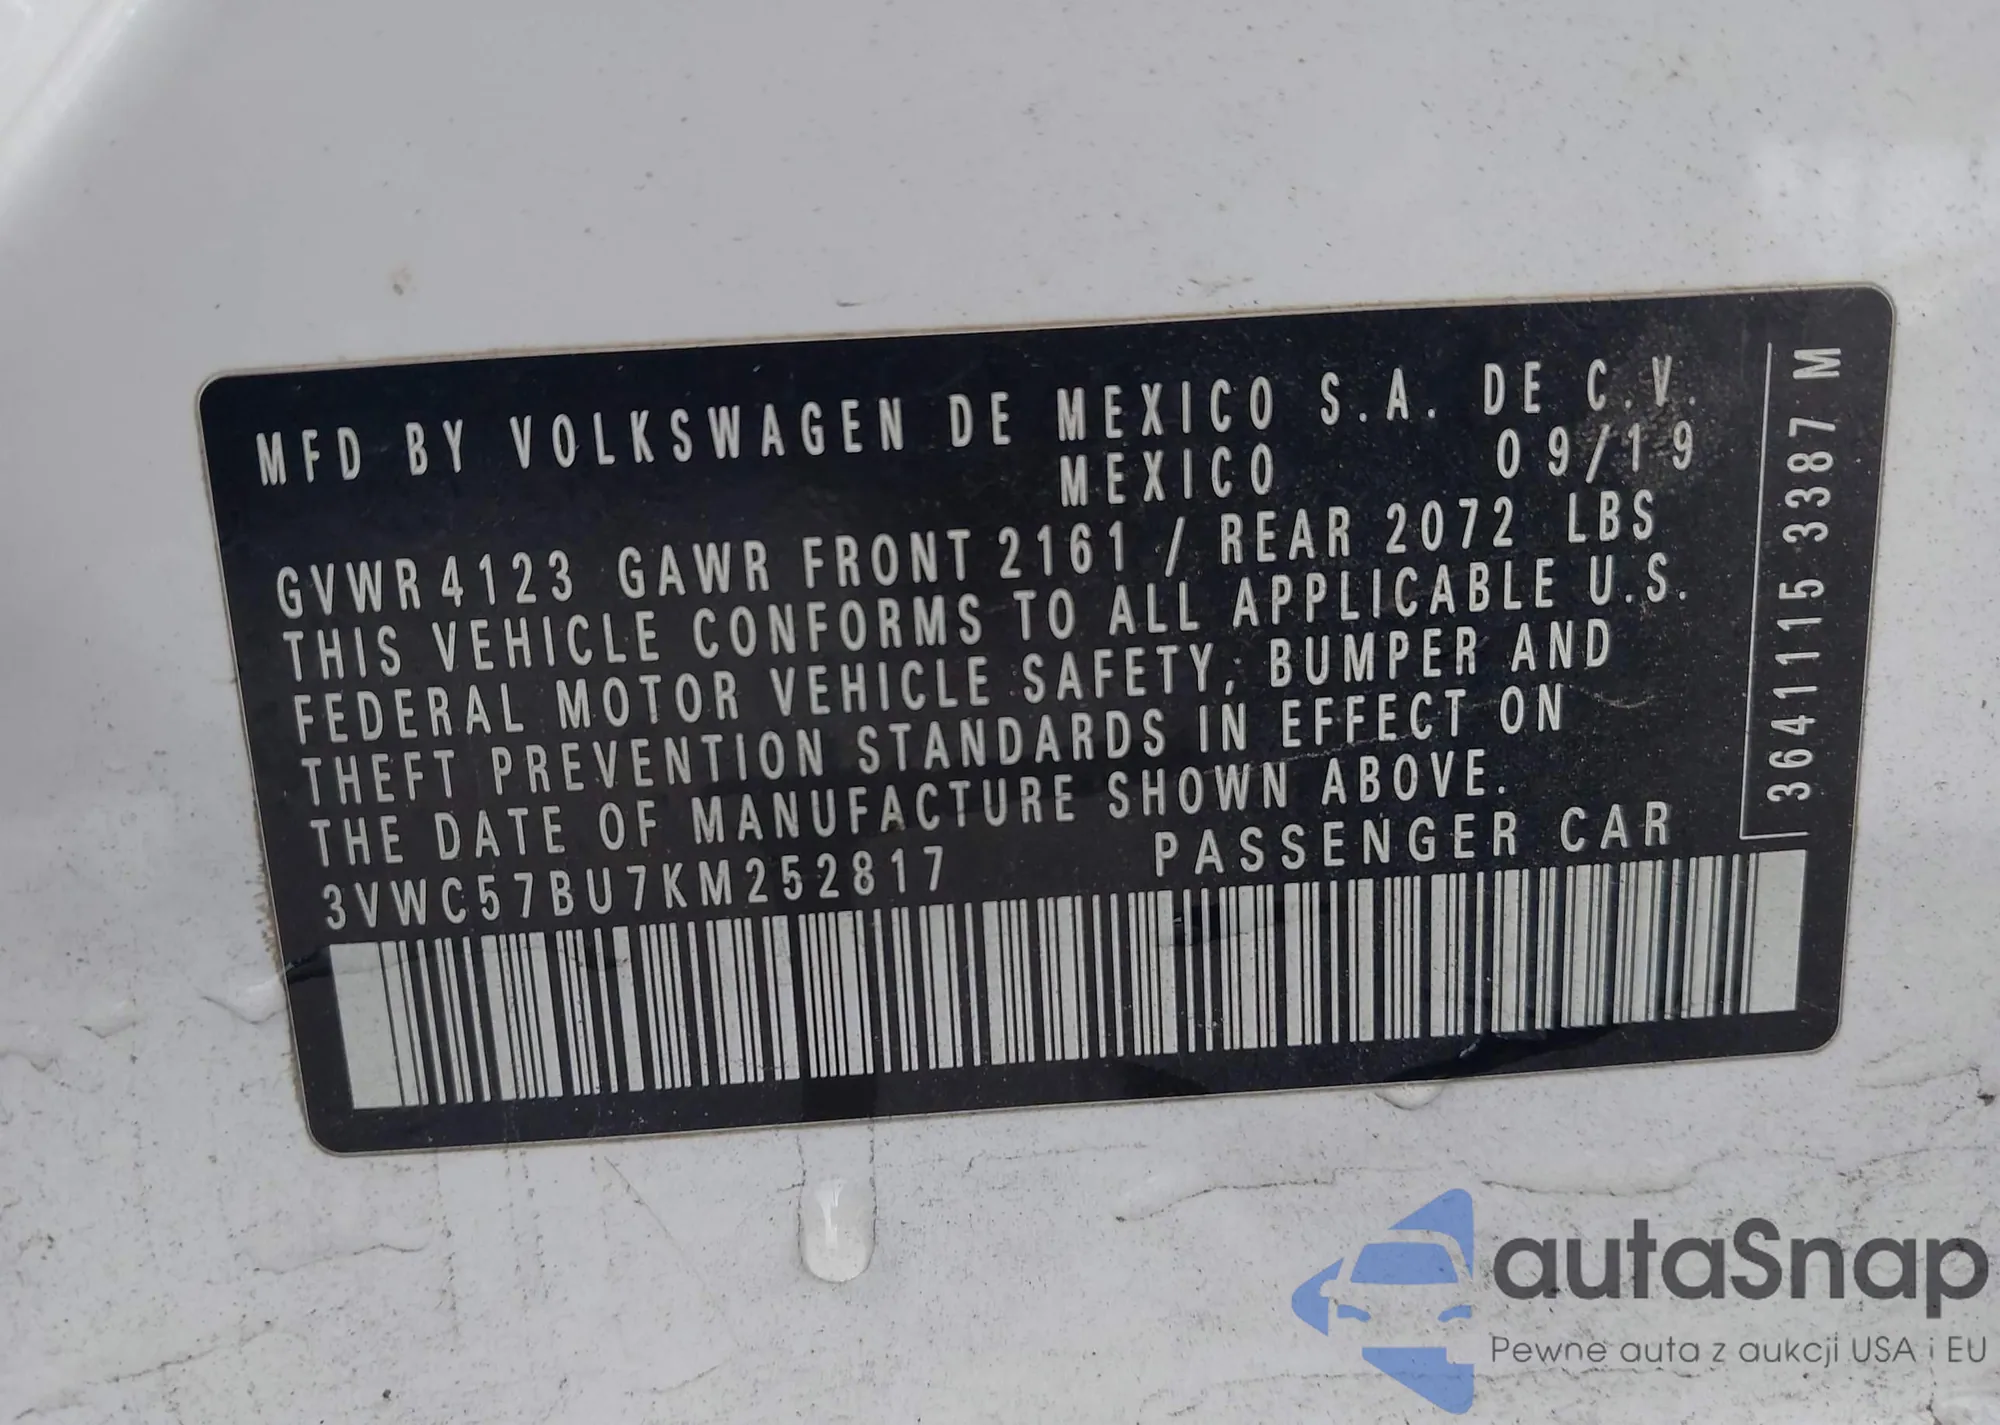 MFD BY VOLKSWAGEN DE MEXICO S.A. DE C.V.
MEXICO 09/19
GVWR 4123 GAWR FRONT 2161 / REAR 2072 LBS
THIS VEHICLE CONFORMS TO ALL APPLICABLE U.S.
FEDERAL MOTOR VEHICLE SAFETY, BUMPER AND
THEFT PREVENTION STANDARDS IN EFFECT ON
THE DATE OF MANUFACTURE SHOWN ABOVE.
3VWC57BU7KM252817 PASSENGER CAR
3641115 3387 M
autaSnap
Pewne auta z aukcji USA i EU